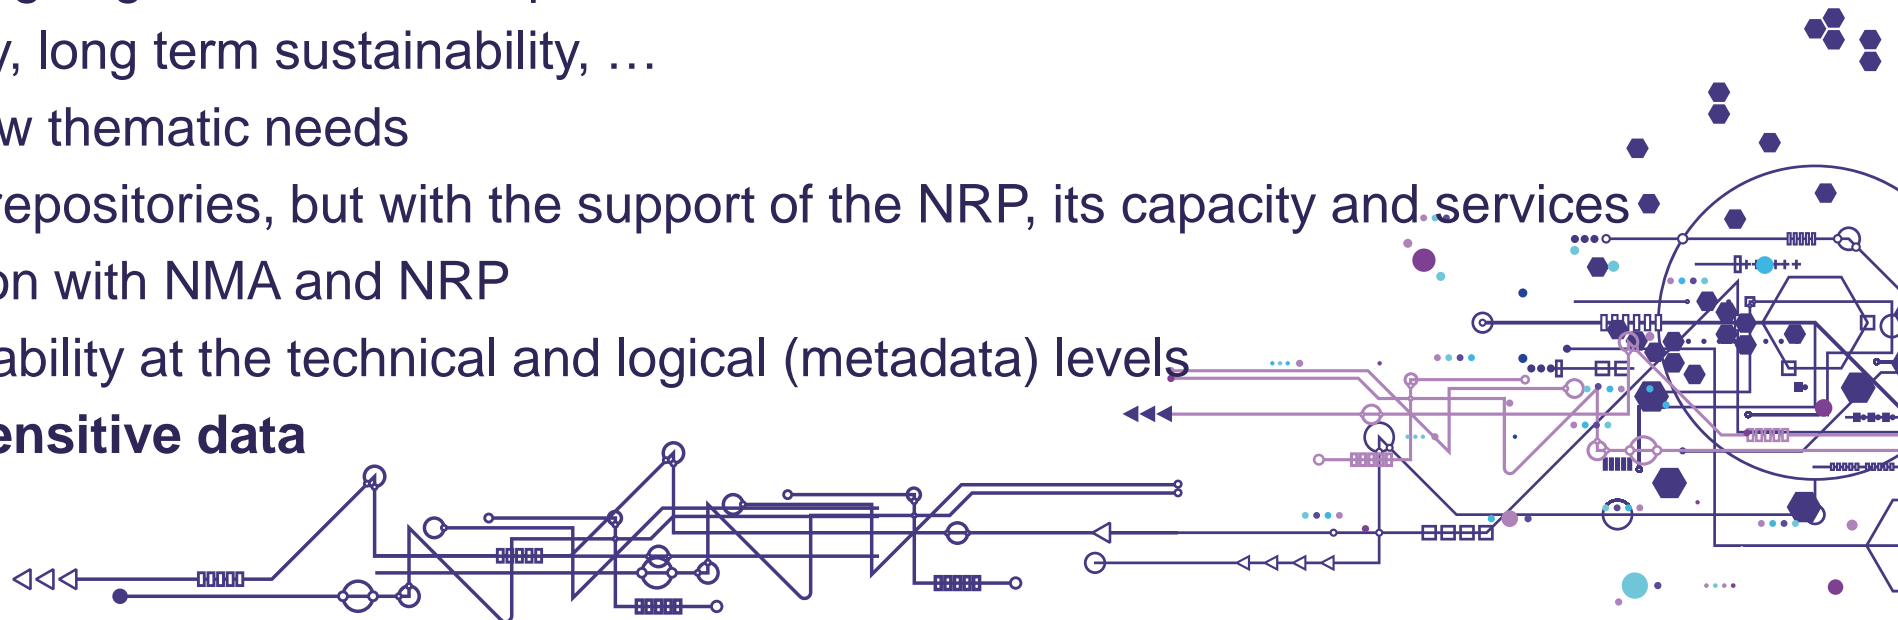 y, long term sustainability, …
w thematic needs
repositories, but with the support of the NRP, its capacity and services
on with NMA and NRP
ability at the technical and logical (metadata) levels
ensitive data